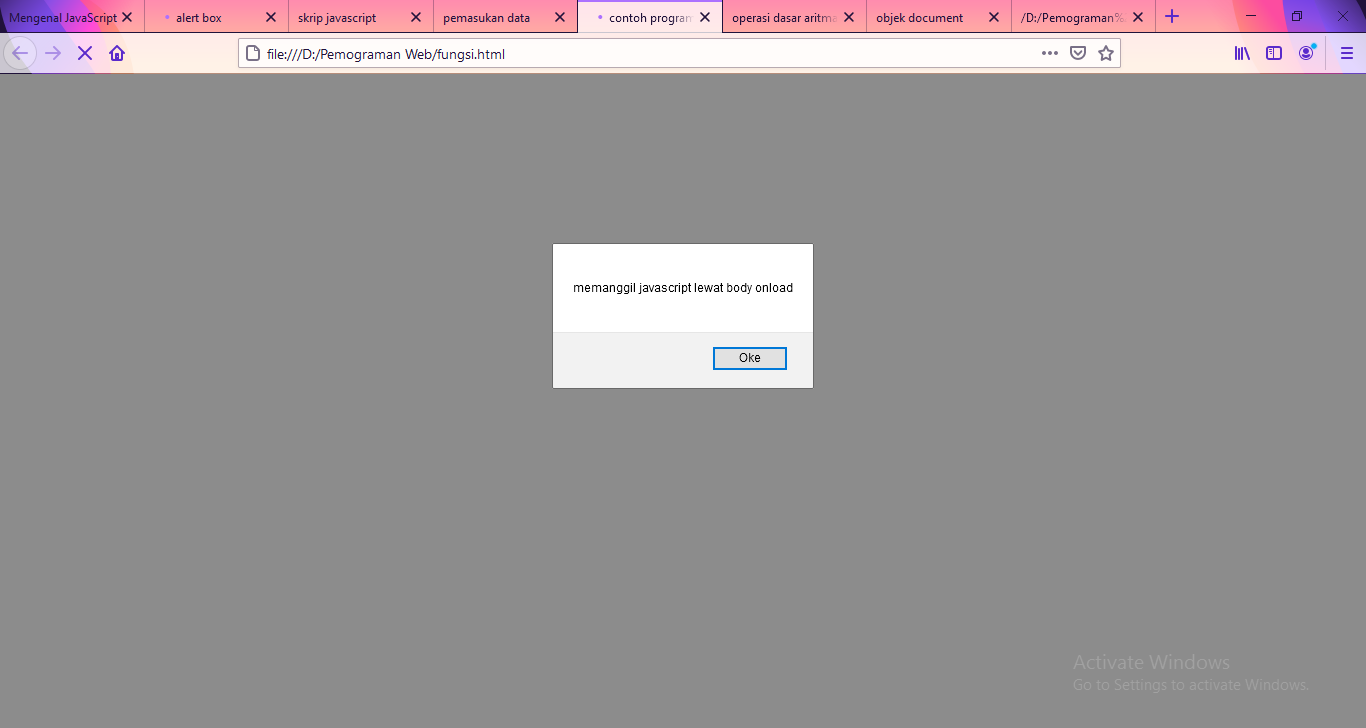 Mengenal JavaScript
alert box
skrip javascript
pemasukan data
contoh program
operasi dasar aritma
objek document
/D:/Pemograman%
file:///D:/Pemograman Web/fungsi.html
memanggil javascript lewat body onload
Oke
Activate Windows
Go to Settings to activate Windows.